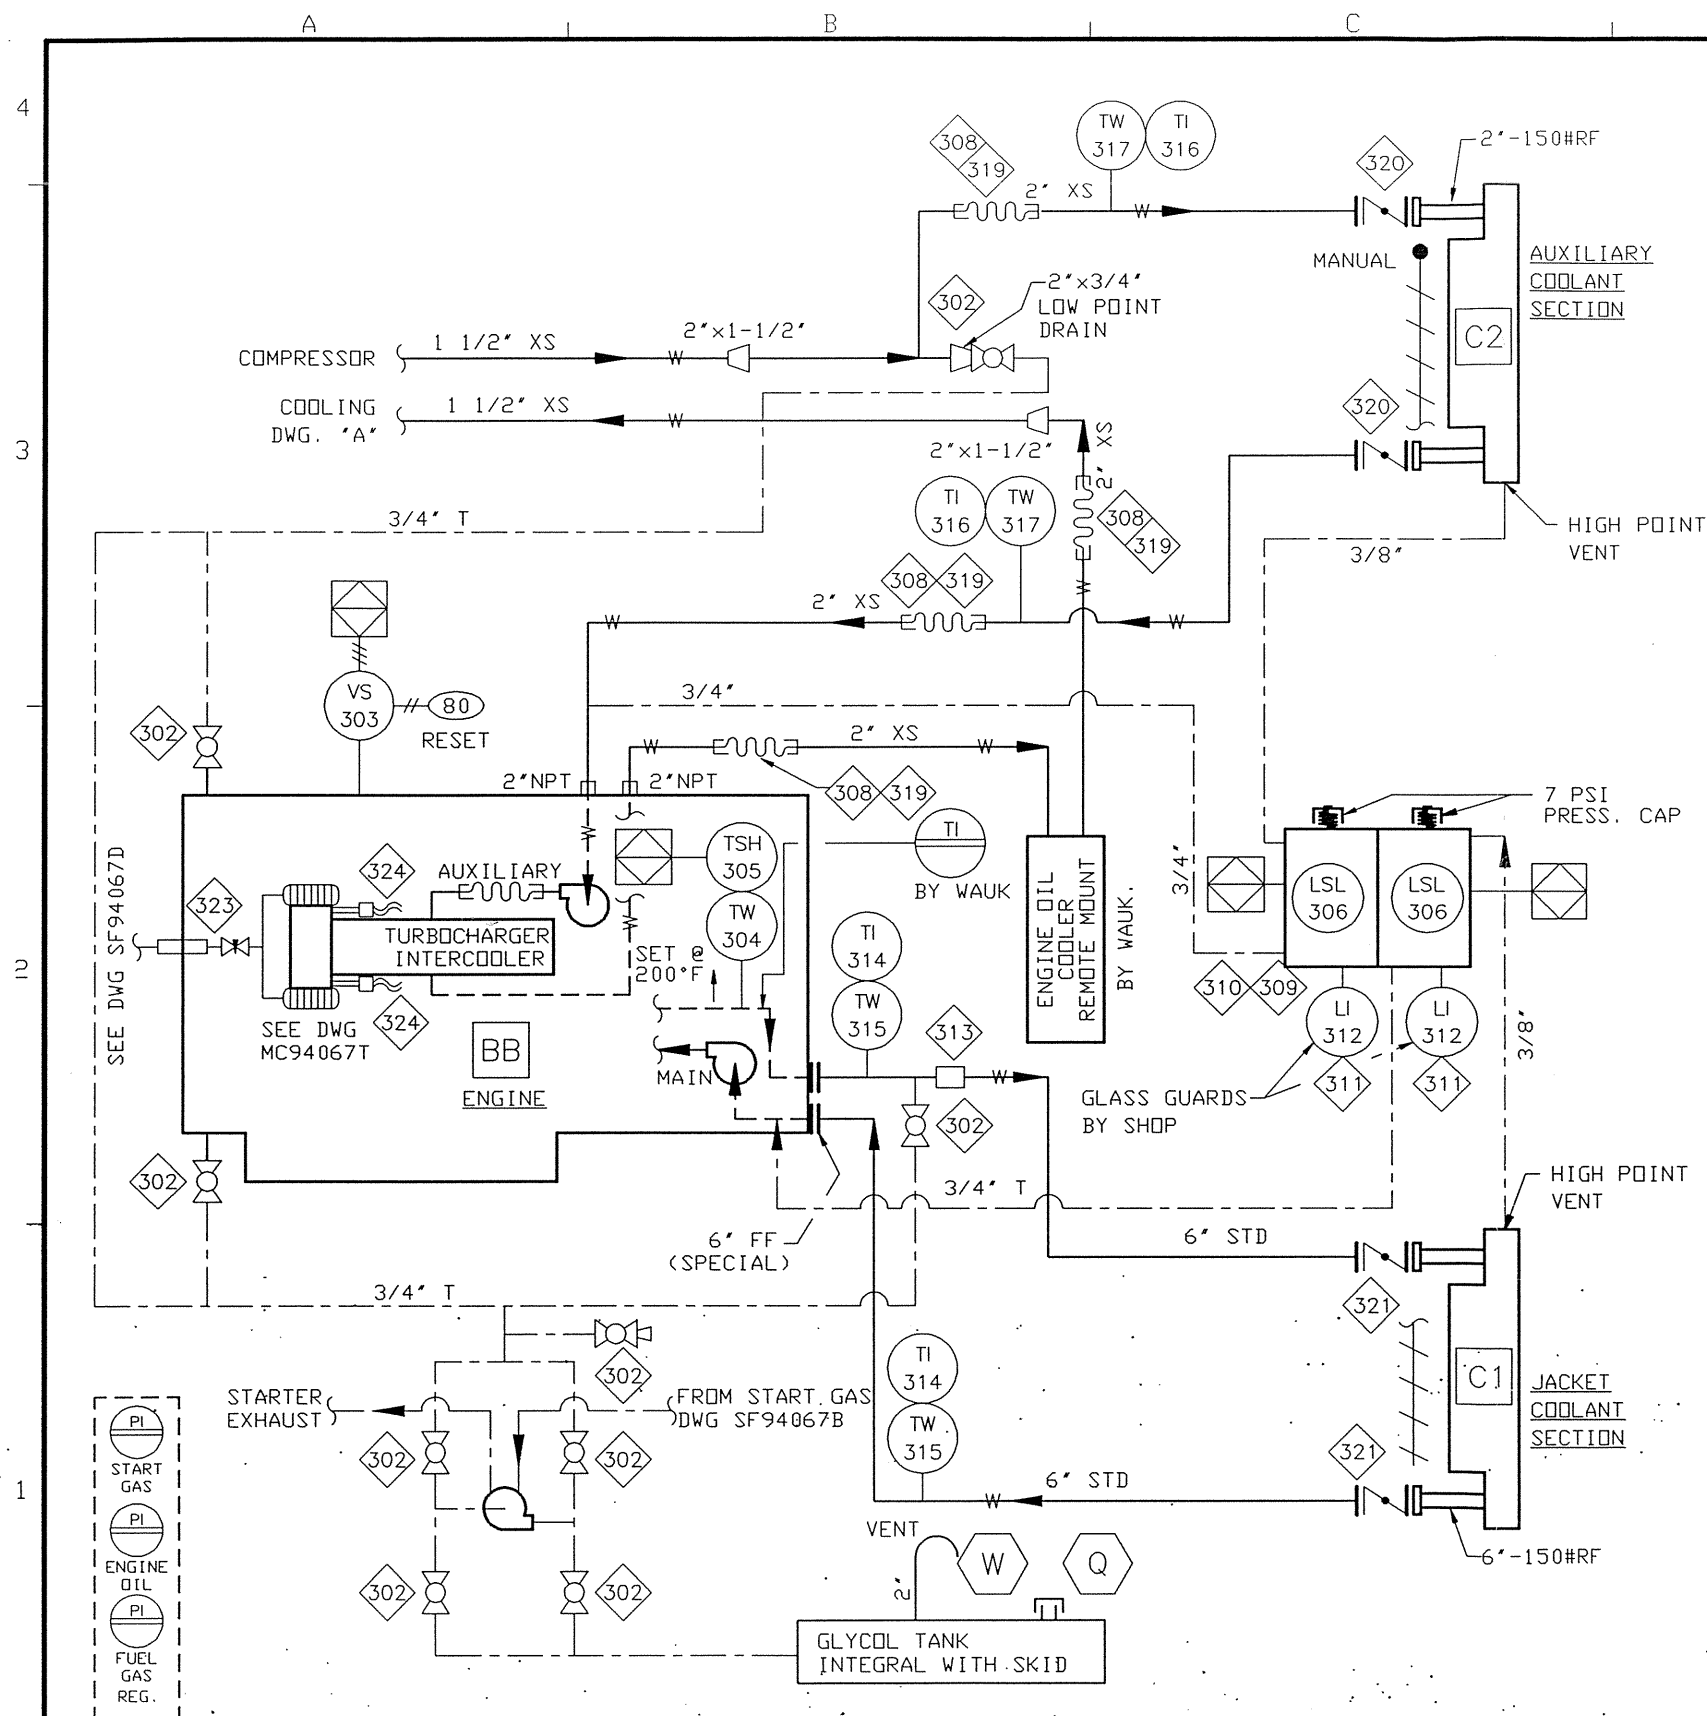 A
B
C
4
3
2
1
308
319
TW
317
TI
316
320
2"-150#RF
2" XS
W
MANUAL
AUXILIARY
COOLANT
SECTION
C2
302
2"x3/4"
LOW POINT
DRAIN
COMPRESSOR
1 1/2" XS
W
2"x1-1/2"
COOLING
DWG. "A"
1 1/2" XS
W
2"x1-1/2"
320
2" XS
TI
316
TW
317
308
319
HIGH POINT
VENT
3/8"
3/4" T
308
319
2" XS
W
W
W
VS
303
80
RESET
302
3/4"
2" XS
W
W
2"NPT
2"NPT
308
319
7 PSI
PRESS. CAP
W
SEE DWG SF94067D
323
324
AUXILIARY
TSH
305
TW
304
TI
BY WAUK
W
TURBOCHARGER
INTERCOOLER
SET @
200°F
324
SEE DWG
MC94067T
BB
ENGINE
MAIN
TI
314
TW
315
313
W
302
ENGINE OIL
COOLER
REMOTE MOUNT
BY WAUK.
3/4"
LSL
306
LSL
306
310
309
LI
312
LI
312
311
311
GLASS GUARDS
BY SHOP
3/8"
302
3/4" T
6" FF
(SPECIAL)
HIGH POINT
VENT
6" STD
3/4" T
321
C1
JACKET
COOLANT
SECTION
302
STARTER
EXHAUST
FROM START. GAS
DWG SF94067B
TI
314
TW
315
302
302
321
6" STD
W
6"-150#RF
PI
START
GAS
PI
ENGINE
OIL
PI
FUEL
GAS
REG.
302
302
VENT
2"
W
Q
GLYCOL TANK
INTEGRAL WITH SKID